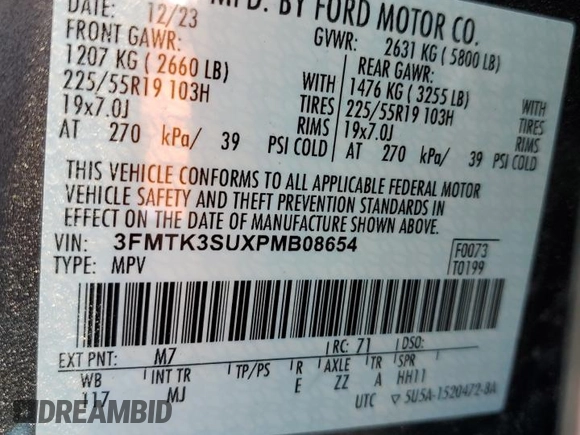 DATE: 12/23 MFD. BY FORD MOTOR CO.
FRONT GAWR: GVWR: 2631 KG ( 5800 LB)
1207 KG ( 2660 LB) REAR GAWR:
225/55R19 103H WITH 1476 KG ( 3255 LB) WITH
19x7.0J TIRES 225/55R19 103H TIRES
RIMS 19x7.0J RIMS
AT 270 kPa/ 39 PSI COLD AT 270 kPa/ 39 PSI COLD
THIS VEHICLE CONFORMS TO ALL APPLICABLE FEDERAL MOTOR
VEHICLE SAFETY AND THEFT PREVENTION STANDARDS IN
EFFECT ON THE DATE OF MANUFACTURE SHOWN ABOVE.
VIN: 3FMTK3SUXPMB08654 F0073
TYPE: MPV T0199
EXT PNT: M7 RC: 71 DSO:
WB INT TR TP/PS R AXLE TR SPR
117 MJ E ZZ A HH11
UTC 5U5A-1520472-BA
DREAMBID